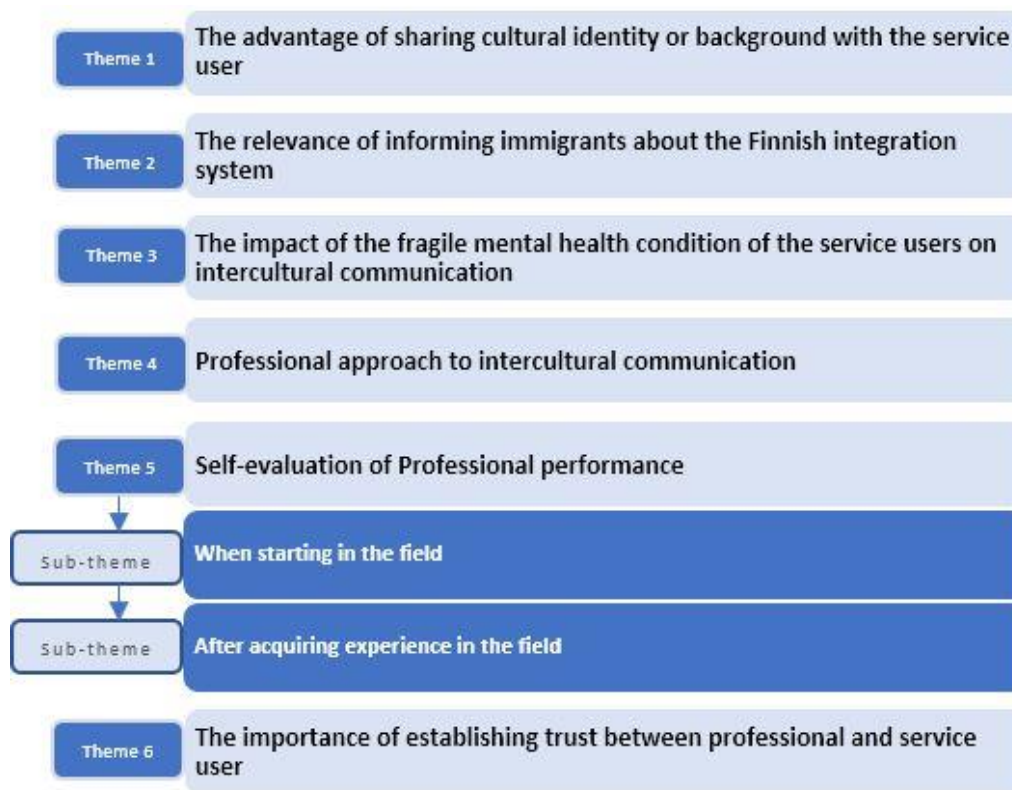 Theme 1
The advantage of sharing cultural identity or background with the service
user
Theme 2
The relevance of informing immigrants about the Finnish integration
system
Theme 3
The impact of the fragile mental health condition of the service users on
intercultural communication
Theme 4
Professional approach to intercultural communication
Theme 5
Self-evaluation of Professional performance
Sub-theme
When starting in the field
Sub-theme
After acquiring experience in the field
Theme 6
The importance of establishing trust between professional and service
user